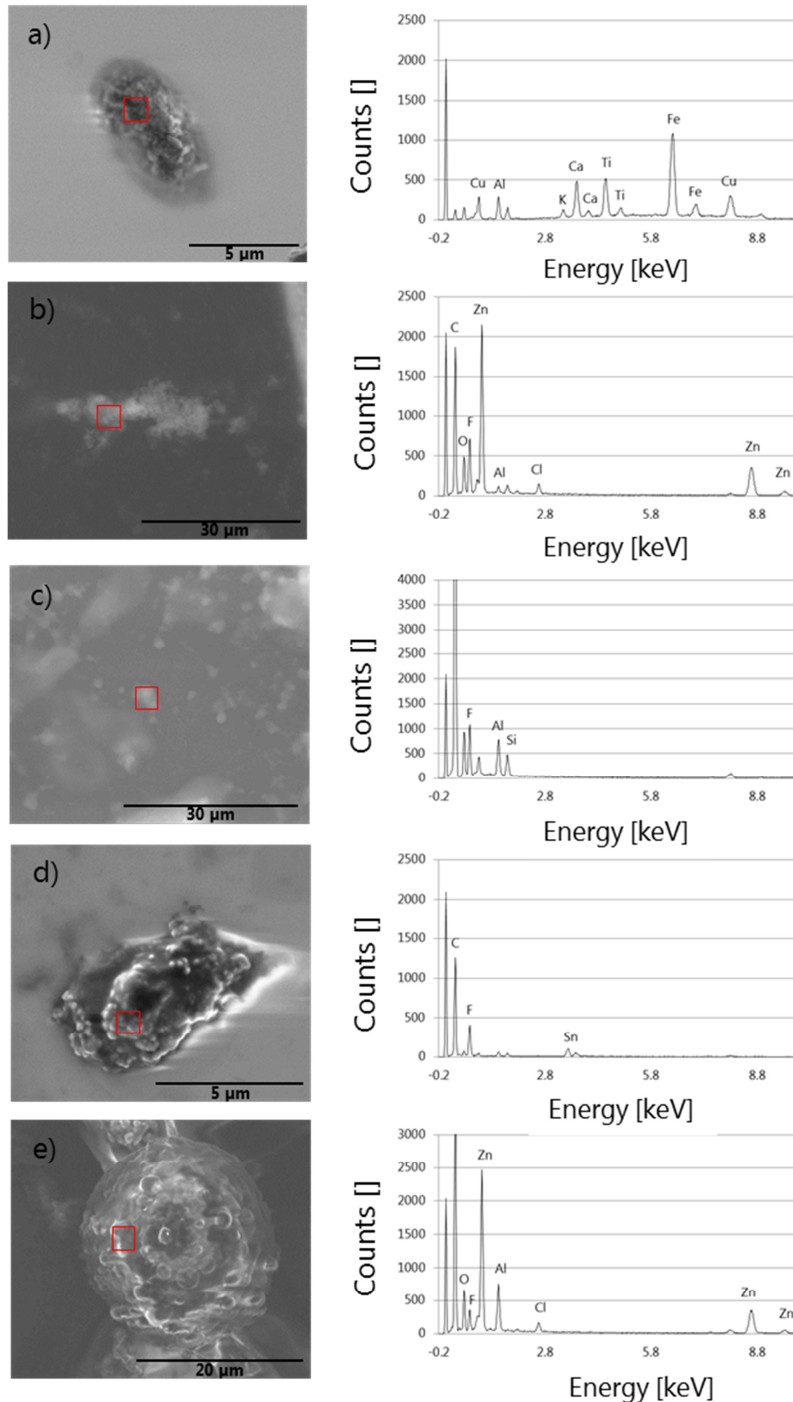 a)
5 μm
Counts []
2500
2000
1500
1000
500
0
Cu Al K Ca Ca Ti Ti Fe Fe Cu
-0.2 2.8 5.8 8.8
Energy [keV]
b)
30 μm
Counts []
2500
2000
1500
1000
500
0
C O F Zn Al Cl Zn Zn
-0.2 2.8 5.8 8.8
Energy [keV]
c)
30 μm
Counts []
4000
3500
3000
2500
2000
1500
1000
500
0
F Al Si
-0.2 2.8 5.8 8.8
Energy [keV]
d)
5 μm
Counts []
2500
2000
1500
1000
500
0
C F Sn
-0.2 2.8 5.8 8.8
Energy [keV]
e)
20 μm
Counts []
3000
2500
2000
1500
1000
500
0
O F Zn Al Cl Zn Zn
-0.2 2.8 5.8 8.8
Energy [keV]